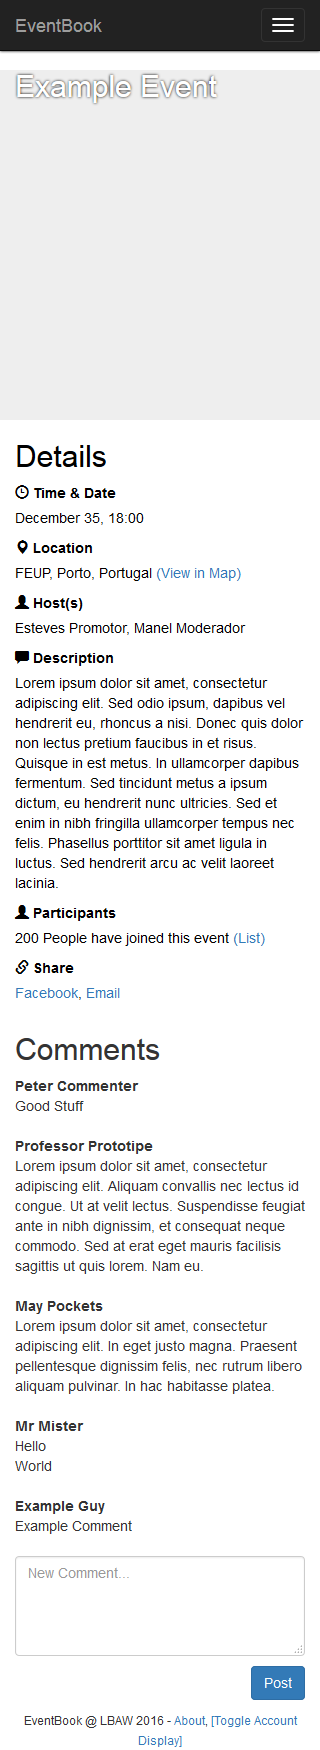 EventBook
Example Event
Details
Time & Date
December 35, 18:00
Location
FEUP, Porto, Portugal (View in Map)
Host(s)
Esteves Promotor, Manel Moderador
Description
Lorem ipsum dolor sit amet, consectetur
adipiscing elit. Sed odio ipsum, dapibus vel
hendrerit eu, rhoncus a nisi. Donec quis dolor
non lectus pretium faucibus in et risus.
Quisque in est metus. In ullamcorper dapibus
fermentum. Sed tincidunt metus a ipsum
dictum, eu hendrerit nunc ultricies. Sed et
enim in nibh fringilla ullamcorper tempus nec
felis. Phasellus porttitor sit amet ligula in
luctus. Sed hendrerit arcu ac velit laoreet
lacinia.
Participants
200 People have joined this event (List)
Share
Facebook, Email
Comments
Peter Commenter
Good Stuff
Professor Prototipe
Lorem ipsum dolor sit amet, consectetur
adipiscing elit. Aliquam convallis nec lectus id
congue. Ut at velit lectus. Suspendisse feugiat
ante in nibh dignissim, et consequat neque
commodo. Sed at erat eget mauris facilisis
sagittis ut quis lorem. Nam eu.
May Pockets
Lorem ipsum dolor sit amet, consectetur
adipiscing elit. In eget justo magna. Praesent
pellentesque dignissim felis, nec rutrum libero
aliquam pulvinar. In hac habitasse platea.
Mr Mister
Hello
World
Example Guy
Example Comment
New Comment...
Post
EventBook @ LBAW 2016 - About, [Toggle Account
Display]